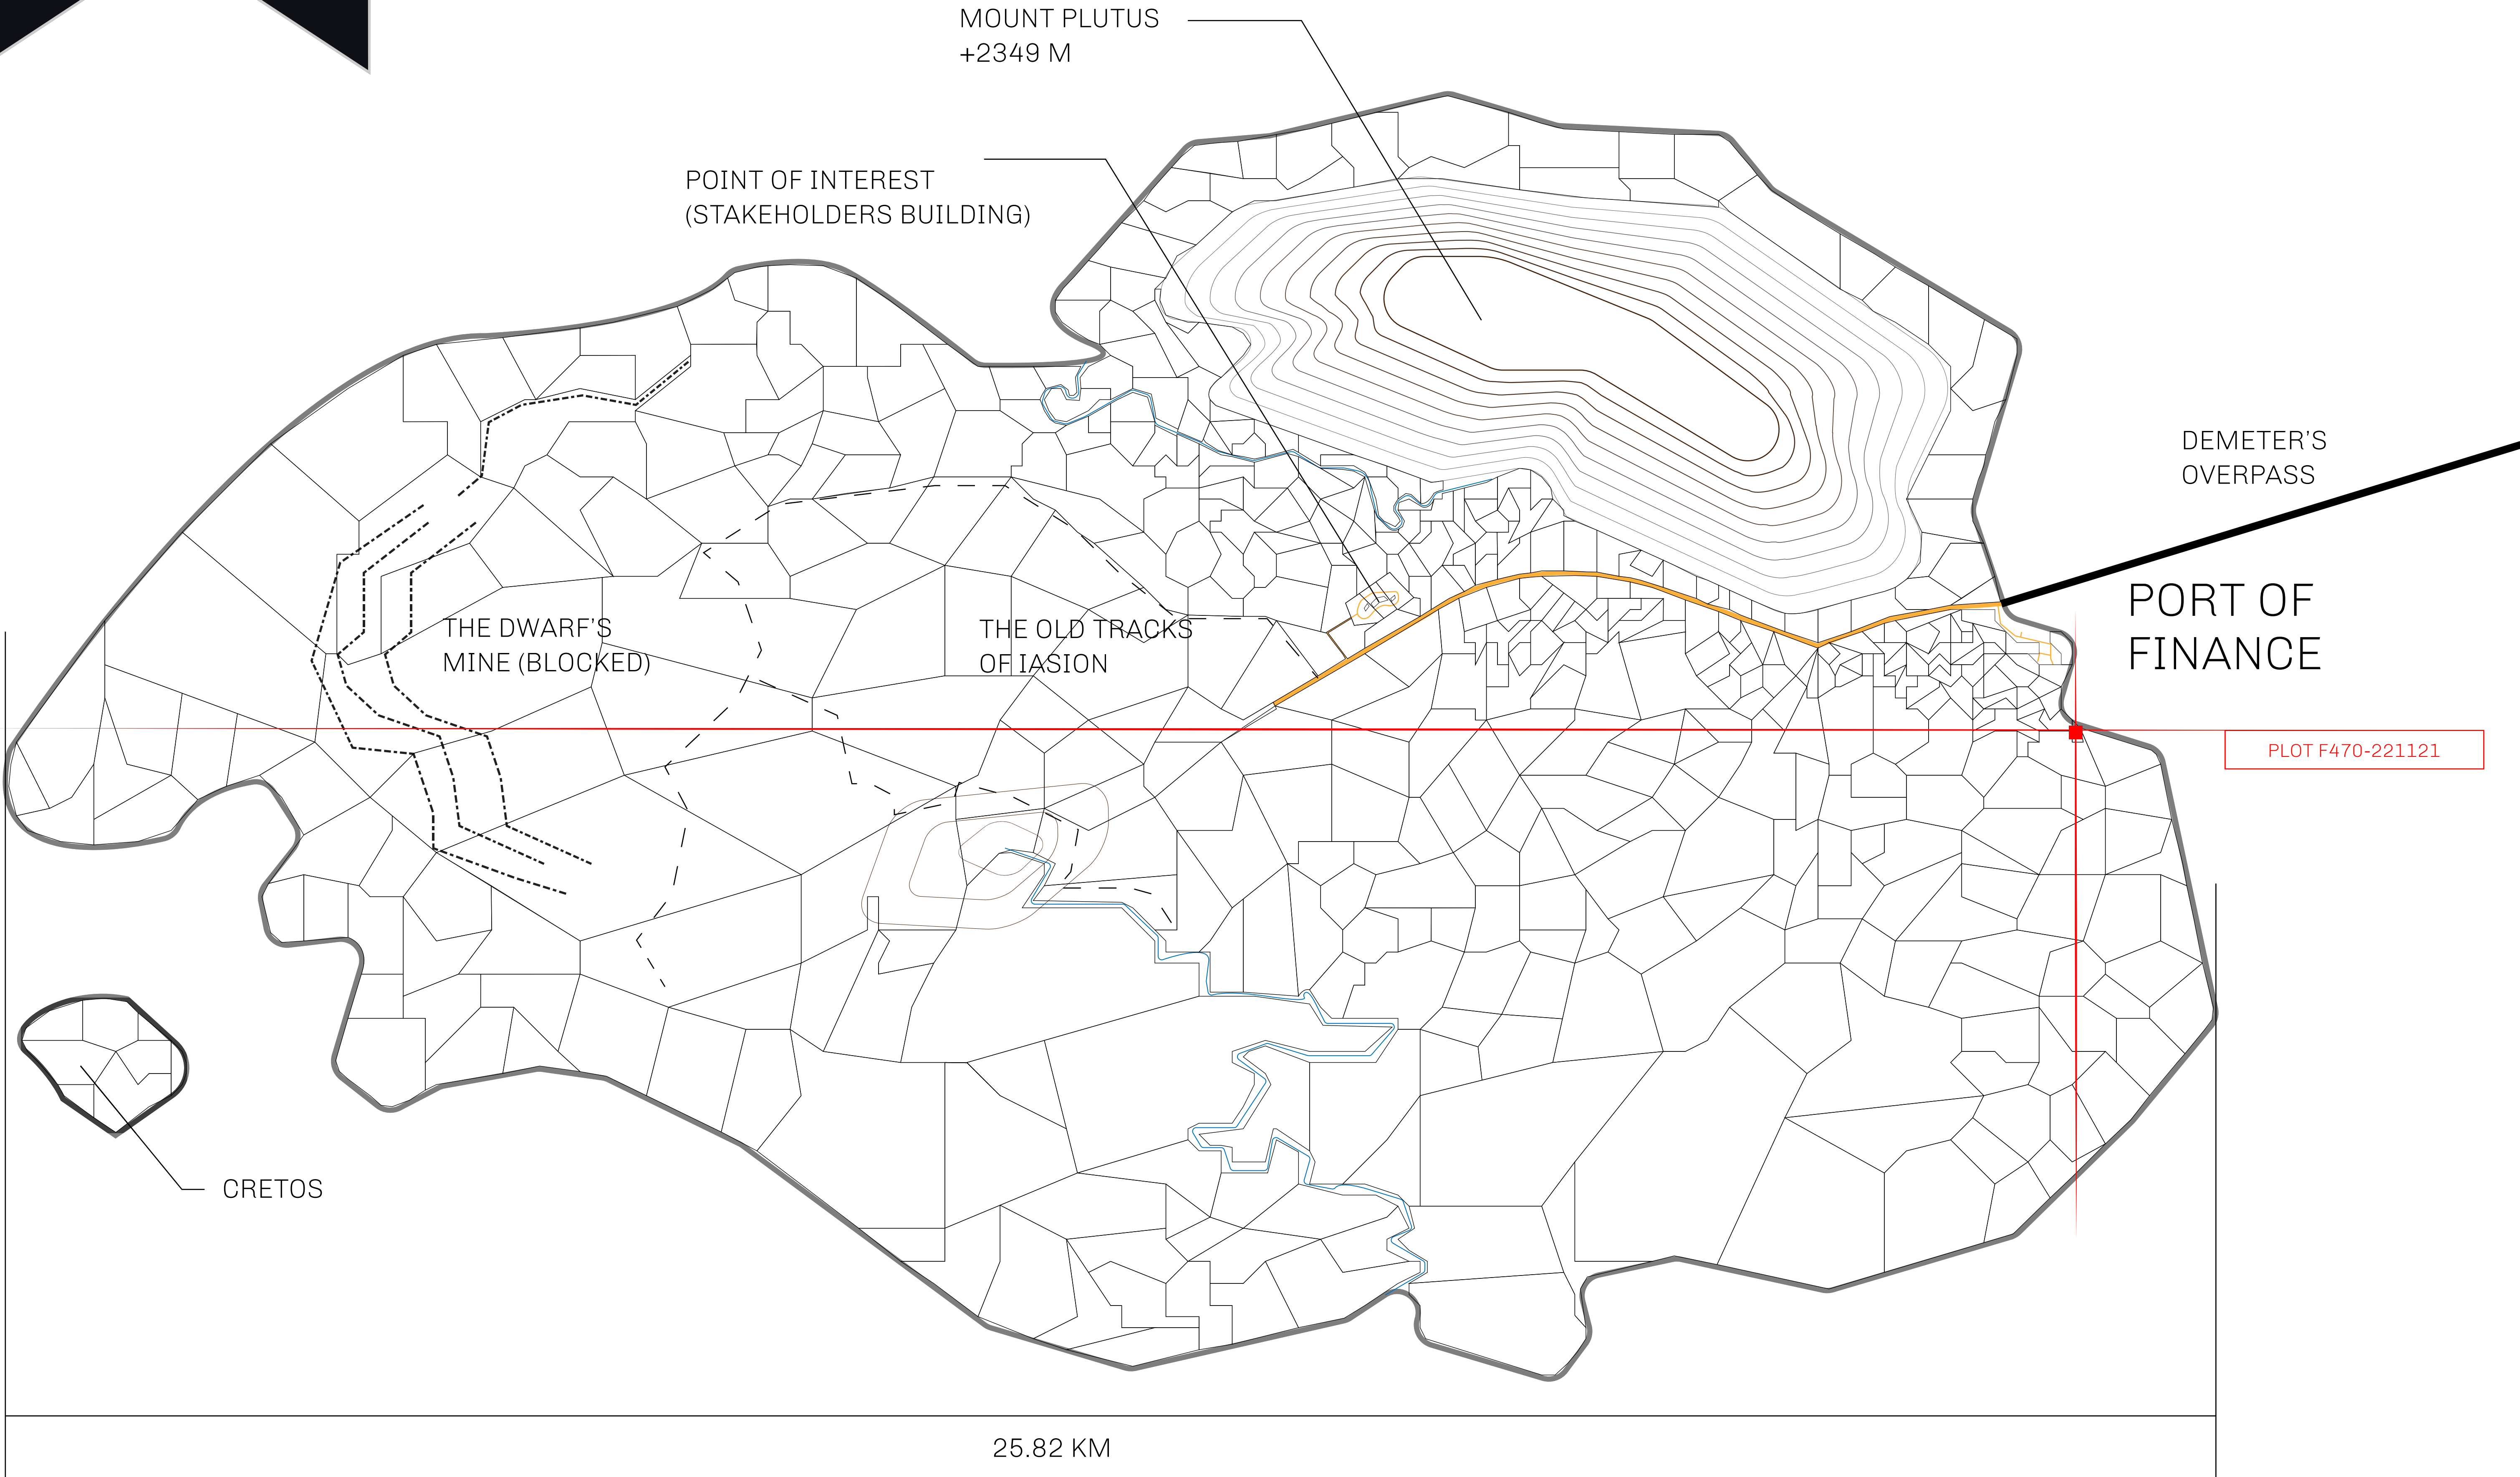 MOUNT PLUTUS
+2349 M
POINT OF INTEREST
(STAKEHOLDERS BUILDING)
DEMETER'S
OVERPASS
PORT OF
FINANCE
THE DWARF'S
MINE (BLOCKED)
THE OLD TRACKS
OF IASION
PLOT F470-221121
CRETOS
25.82 KM